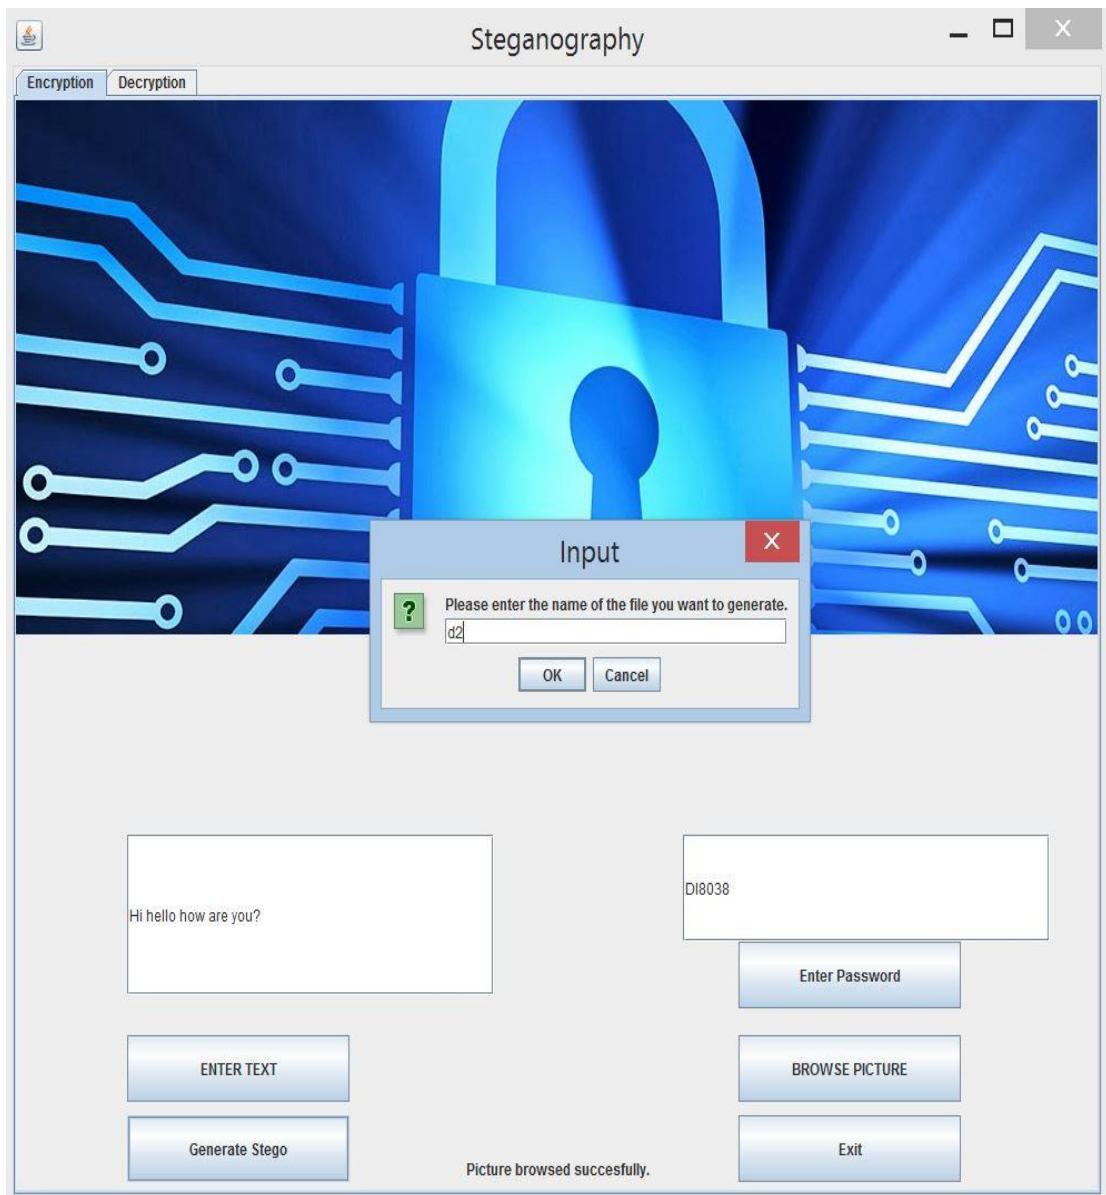 Steganography
Encryption Decryption
Input
Please enter the name of the file you want to generate.
d2
OK Cancel
Hi hello how are you?
DI8038
Enter Password
ENTER TEXT
BROWSE PICTURE
Generate Stego
Exit
Picture browsed succesfully.